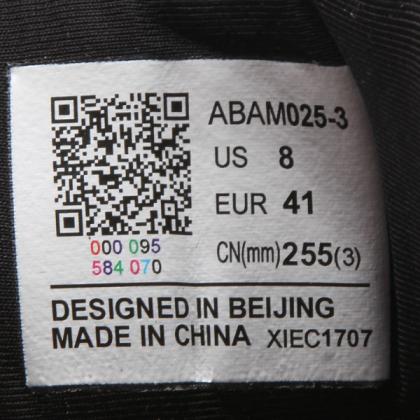 ABAM025-3
US 8
EUR 41
CN(mm) 255(3)
000 095
584 070
DESIGNED IN BEIJING
MADE IN CHINA XIEC1707